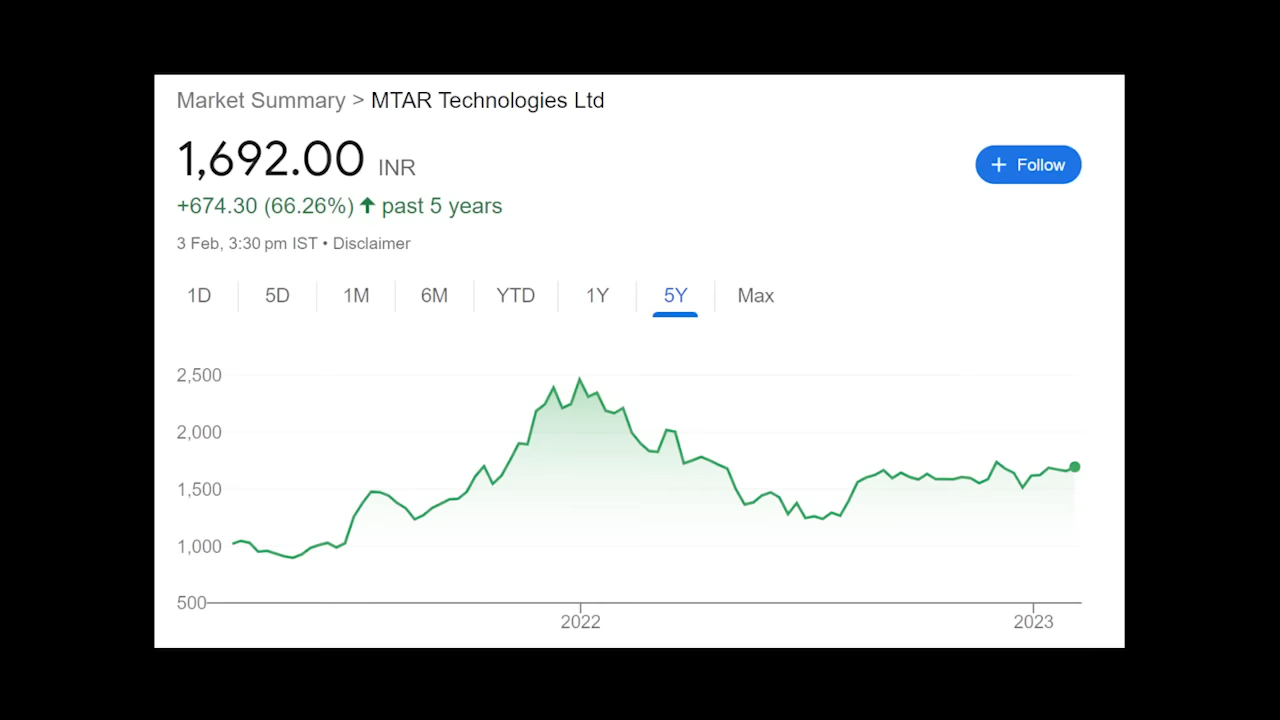 Market Summary > MTAR Technologies Ltd
1,692.00 INR
+ Follow
+674.30 (66.26%) ↑ past 5 years
3 Feb, 3:30 pm IST • Disclaimer
1D 5D 1M 6M YTD 1Y 5Y Max
2,500
2,000
1,500
1,000
500
2022 2023